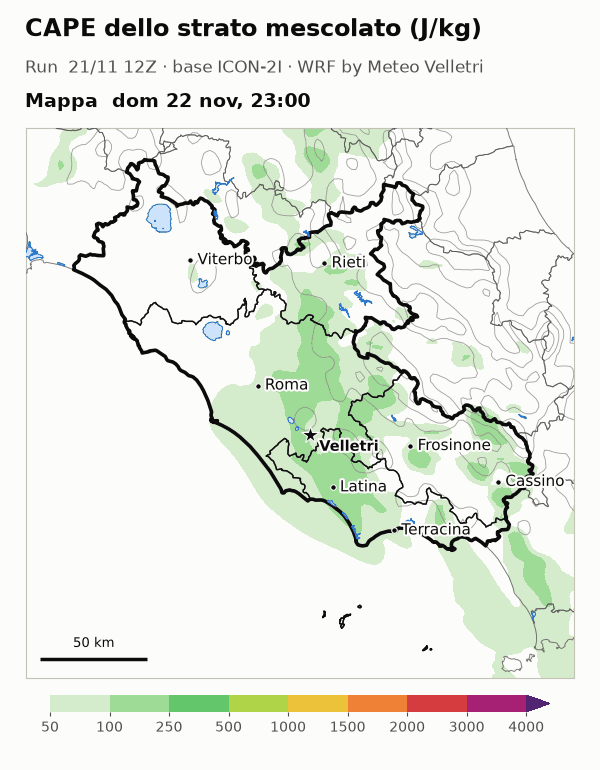 CAPE dello strato mescolato (J/kg)
Run 21/11 12Z · base ICON-2I · WRF by Meteo Velletri
Mappa dom 22 nov, 23:00
Viterbo
Rieti
Roma
Velletri
Frosinone
Latina
Cassino
Terracina
50 km
50 100 250 500 1000 1500 2000 3000 4000